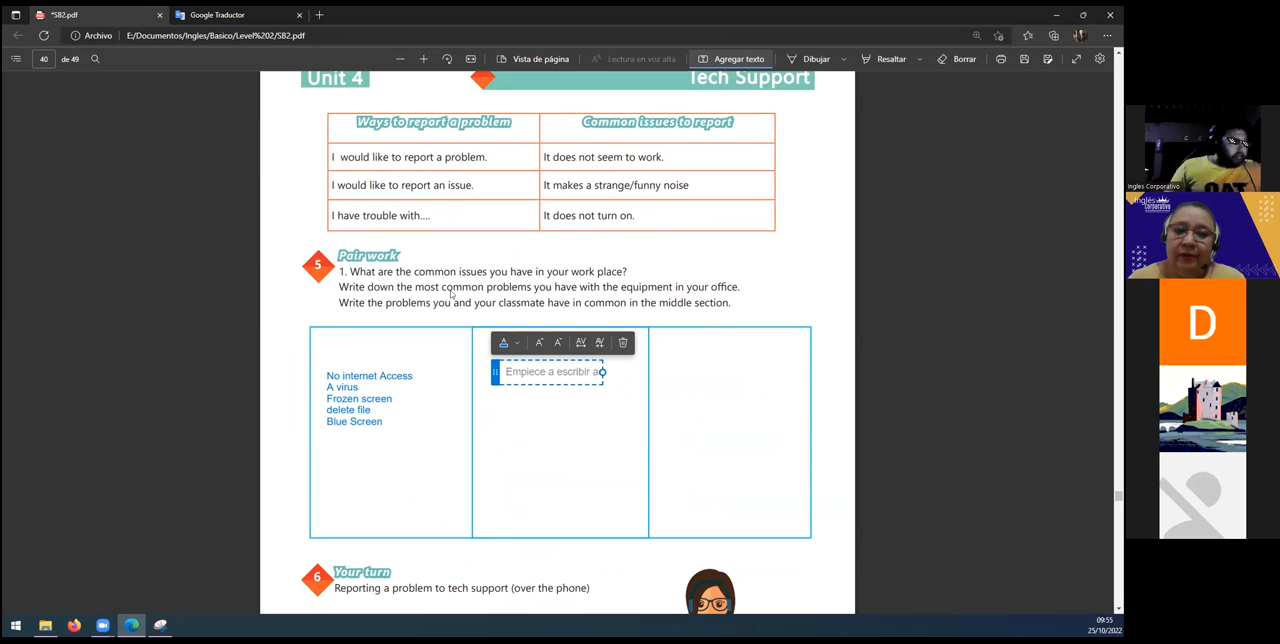 *SB2.pdf
Google Traductor
Archivo
E:/Documentos/Ingles/Basico/Level%202/SB2.pdf
40
de 49
Vista de página
Lectura en voz alta
Agregar texto
Dibujar
Resaltar
Borrar
Unit 4
Tech Support
Ways to report a problem
Common issues to report
I would like to report a problem.
It does not seem to work.
I would like to report an issue.
It makes a strange/funny noise
I have trouble with....
It does not turn on.
5
Pair work
1. What are the common issues you have in your work place?
Write down the most common problems you have with the equipment in your office.
Write the problems you and your classmate have in common in the middle section.
Empiece a escribir a
No internet Access
A virus
Frozen screen
delete file
Blue Screen
6
Your turn
Reporting a problem to tech support (over the phone)
Ingles Corporativo
Inglés
Corporativo
D
09:55
25/10/2022